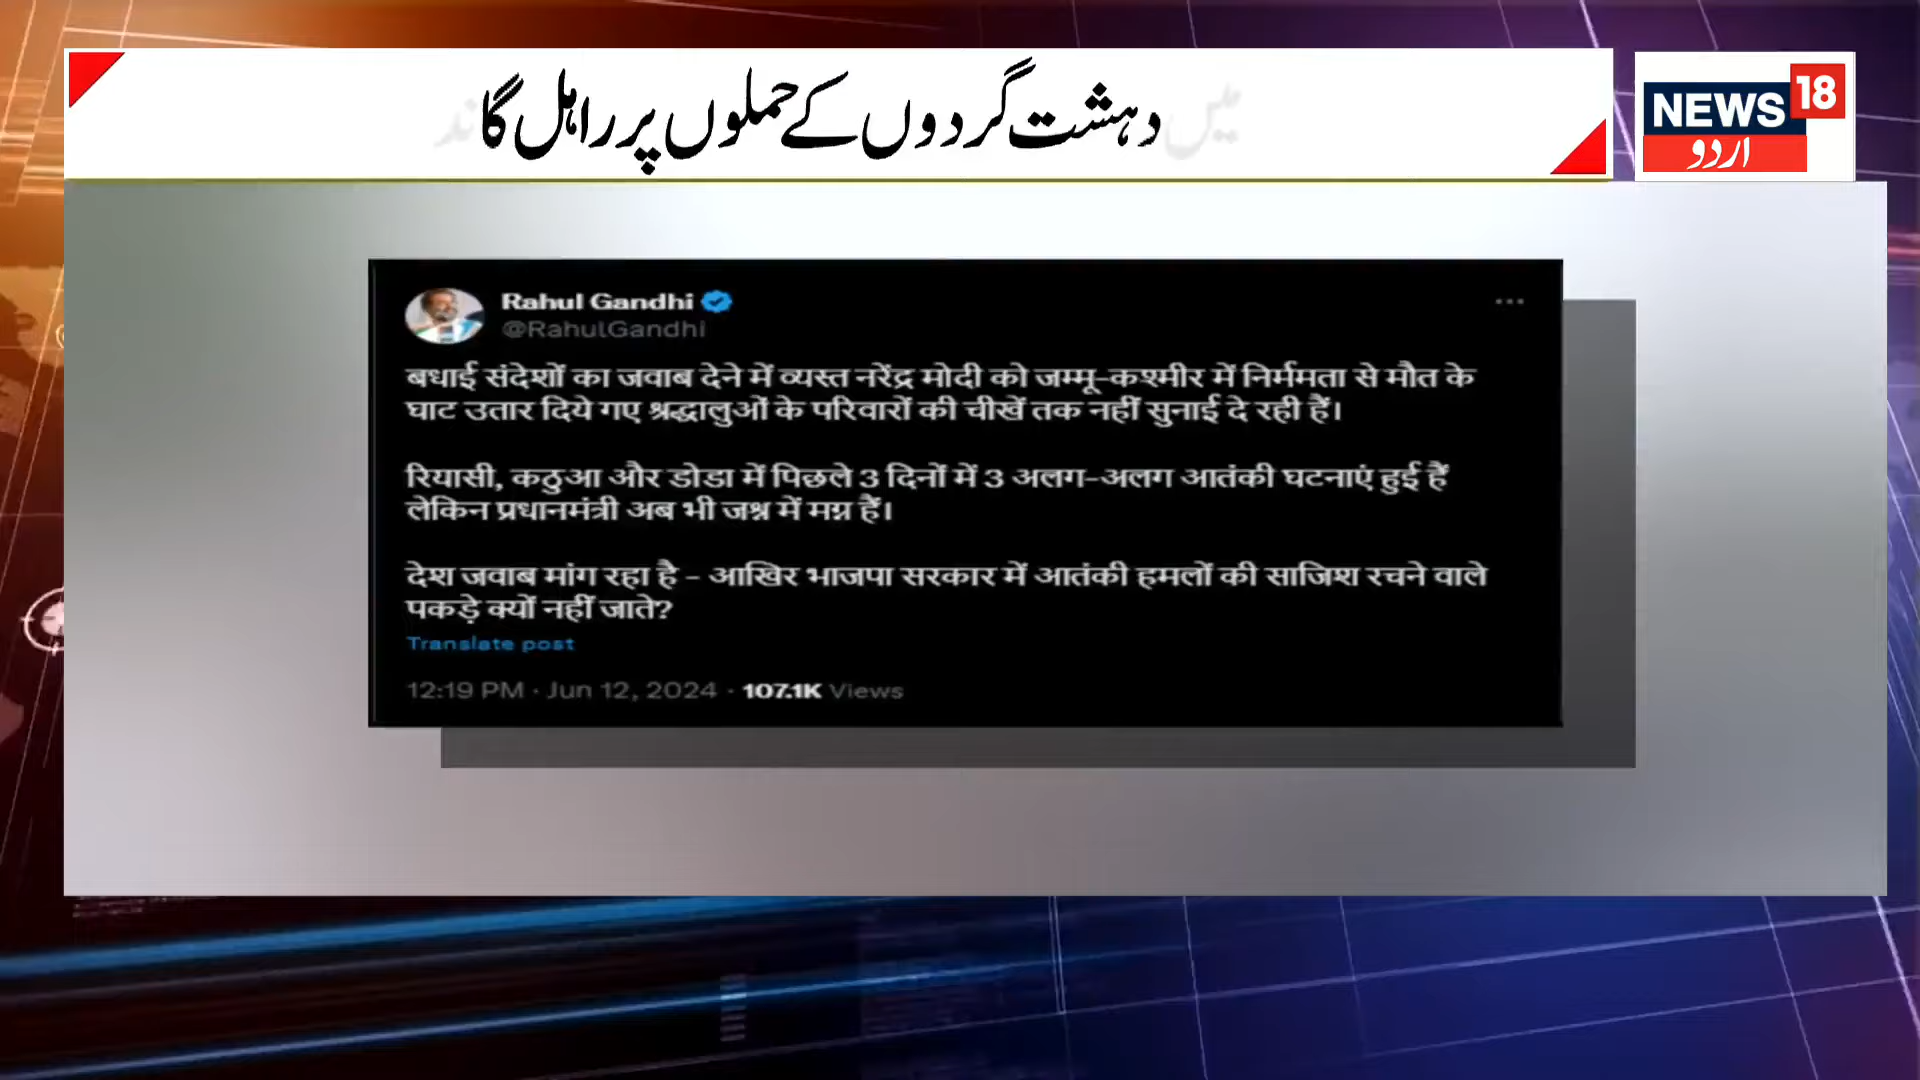 دہشت گردوں کے حملوں پر راہل گا
NEWS 18
اردو
Rahul Gandhi
@RahulGandhi
बधाई संदेशों का जवाब देने में व्यस्त नरेंद्र मोदी को जम्मू-कश्मीर में निर्ममता से मौत के
घाट उतार दिये गए श्रद्धालुओं के परिवारों की चीखें तक नहीं सुनाई दे रही हैं।
रियासी, कठुआ और डोडा में पिछले 3 दिनों में 3 अलग-अलग आतंकी घटनाएं हुई हैं
लेकिन प्रधानमंत्री अब भी जश्न में मग्न हैं।
देश जवाब मांग रहा है - आखिर भाजपा सरकार में आतंकी हमलों की साजिश रचने वाले
पकड़े क्यों नहीं जाते?
Translate post
12:19 PM · Jun 12, 2024 · 107.1K Views